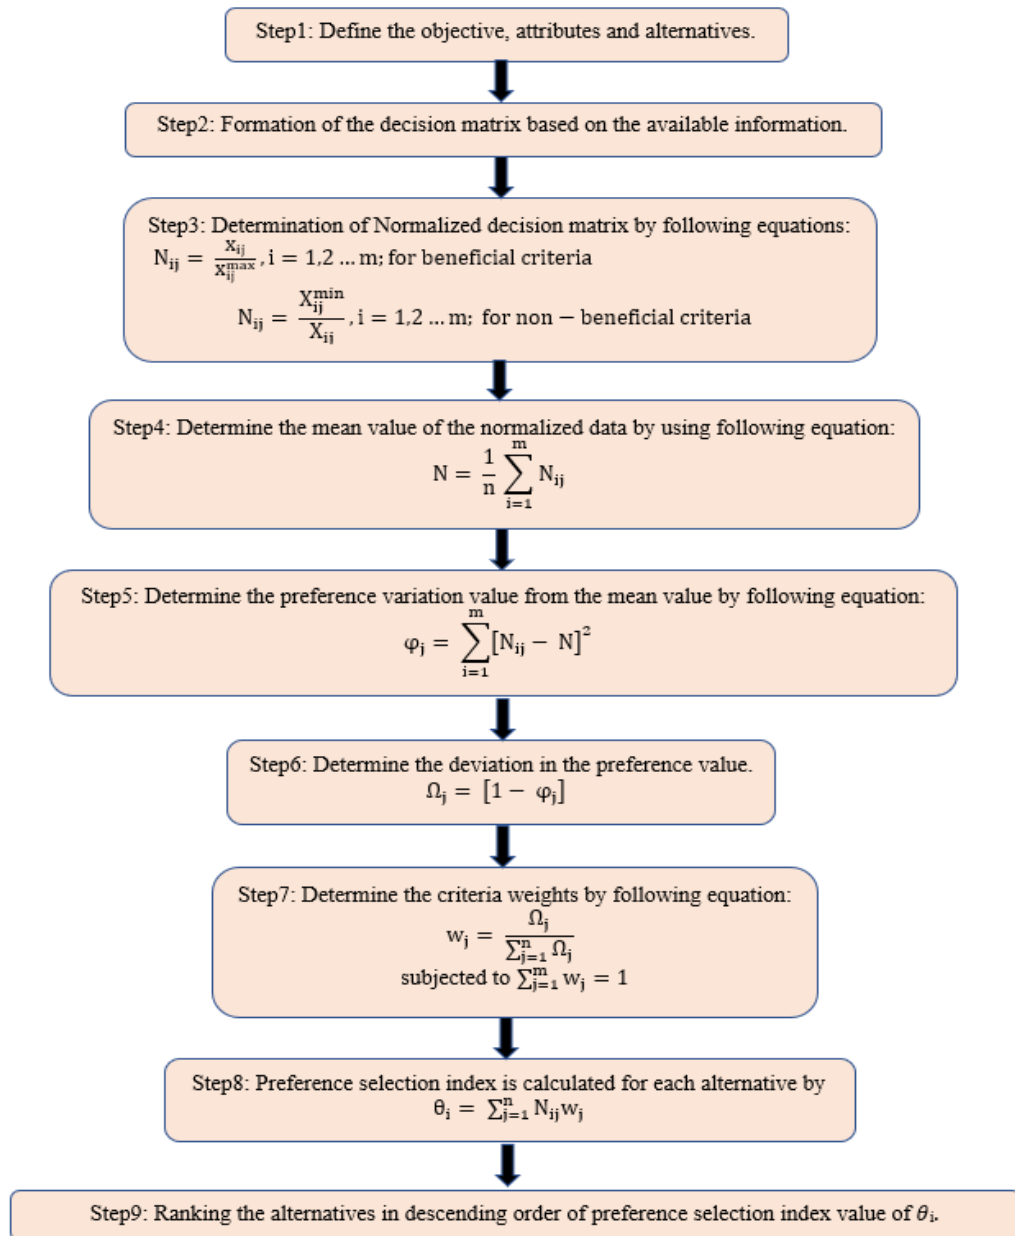 Step1: Define the objective, attributes and alternatives.
Step2: Formation of the decision matrix based on the available information.
Step3: Determination of Normalized decision matrix by following equations:
N_ij = x_ij / x_ij^max, i = 1,2 … m; for beneficial criteria
N_ij = X_ij^min / X_ij, i = 1,2 … m; for non − beneficial criteria
Step4: Determine the mean value of the normalized data by using following equation:
N = 1/n ∑_{i=1}^{m} N_ij
Step5: Determine the preference variation value from the mean value by following equation:
φ_j = ∑_{i=1}^{m} [N_ij − N]^2
Step6: Determine the deviation in the preference value.
Ω_j = [1 − φ_j]
Step7: Determine the criteria weights by following equation:
w_j = Ω_j / ∑_{j=1}^{n} Ω_j
subjected to ∑_{j=1}^{m} w_j = 1
Step8: Preference selection index is calculated for each alternative by
θ_i = ∑_{j=1}^{n} N_ij w_j
Step9: Ranking the alternatives in descending order of preference selection index value of θ_i.